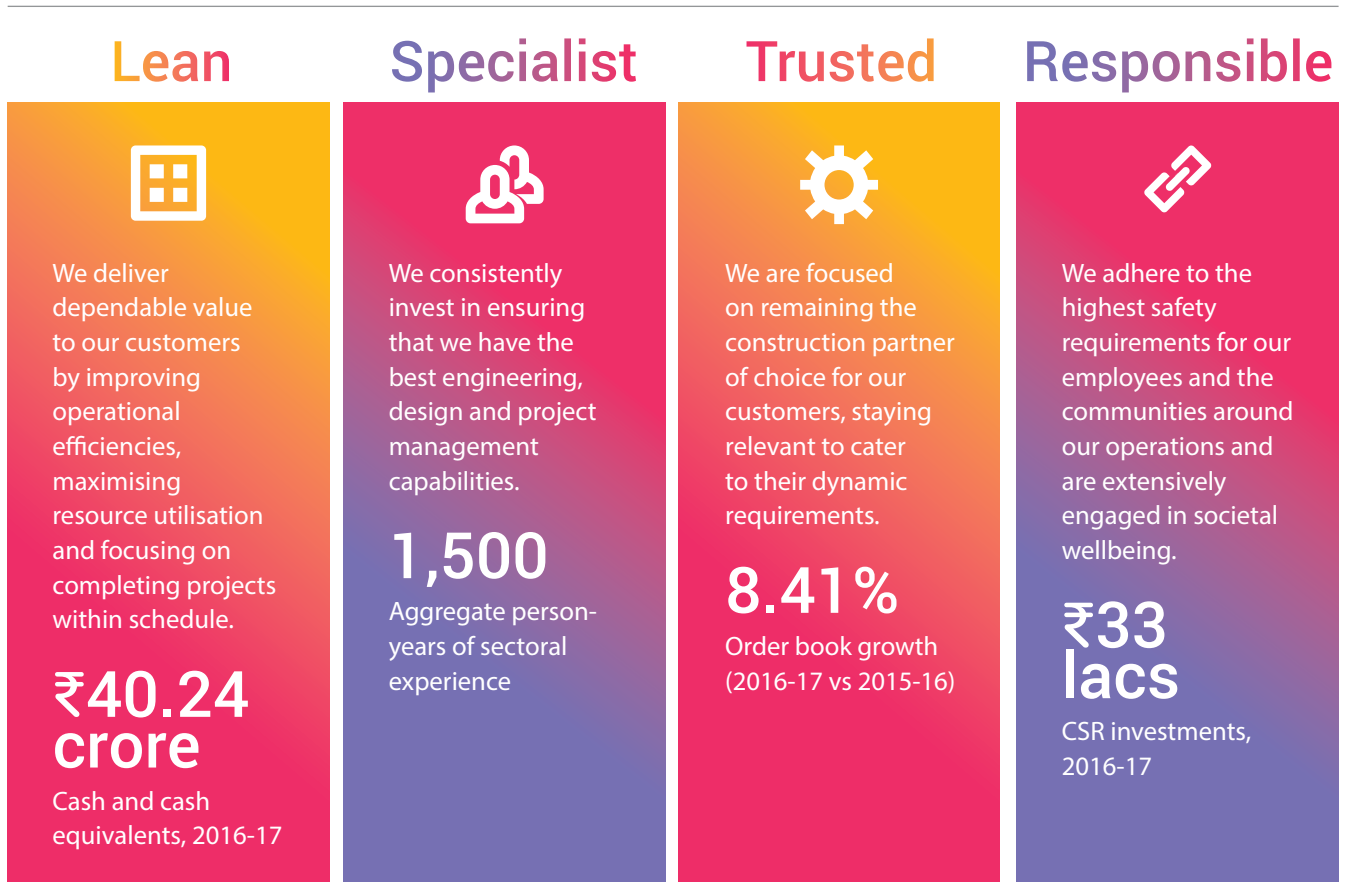 Lean
We deliver
dependable value
to our customers
by improving
operational
efficiencies,
maximising
resource utilisation
and focusing on
completing projects
within schedule.
₹40.24
crore
Cash and cash
equivalents, 2016-17
Specialist
We consistently
invest in ensuring
that we have the
best engineering,
design and project
management
capabilities.
1,500
Aggregate person-
years of sectoral
experience
Trusted
We are focused
on remaining the
construction partner
of choice for our
customers, staying
relevant to cater
to their dynamic
requirements.
8.41%
Order book growth
(2016-17 vs 2015-16)
Responsible
We adhere to the
highest safety
requirements for our
employees and the
communities around
our operations and
are extensively
engaged in societal
wellbeing.
₹33
lacs
CSR investments,
2016-17